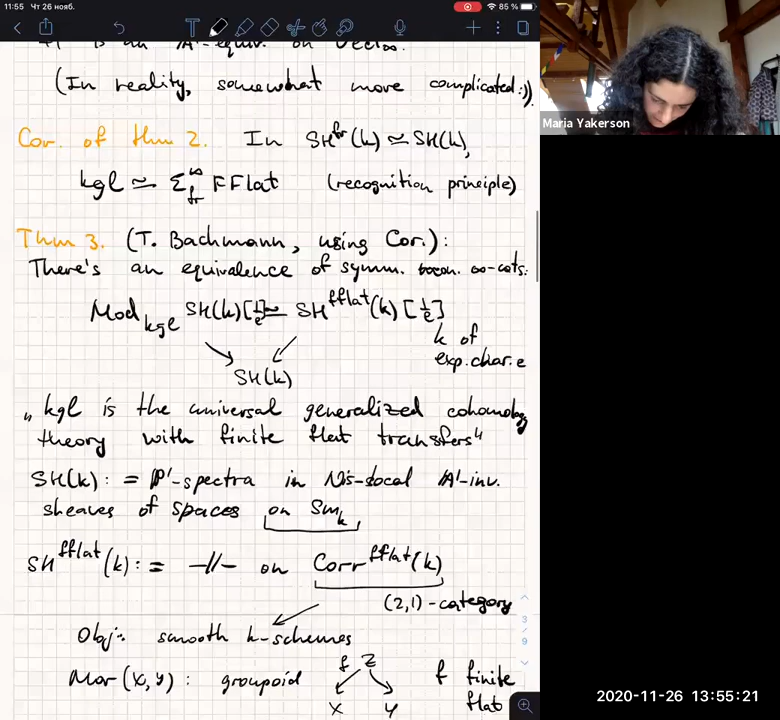 11:55 Чт 26 нояб.
85 %
is an A¹-equiv. on Vect∞.
(In reality, somewhat more complicated :)).
Cor. of thm 2. In SH^fr(k) ≃ SH(k),
kgl ≃ Σ^∞_fr FFlat (recognition principle)
Thm 3. (T. Bachmann, using Cor.):
There's an equivalence of symm. mon. ∞-cats:
Mod_kgl SH(k)[1/e] ≃ SH^fflat(k)[1/e]
k of
exp. char. e
SH(k)
„kgl is the universal generalized cohomology
theory with finite flat transfers"
SH(k) := P¹-spectra in Nis-local A¹-inv.
sheaves of spaces on Sm_k
SH^fflat(k) := -//- on Corr^fflat(k)
(2,1)-category
Obj: smooth k-schemes
Mor(X,Y): groupoid f Z f finite
X Y flat
3
9
Maria Yakerson
2020-11-26 13:55:21